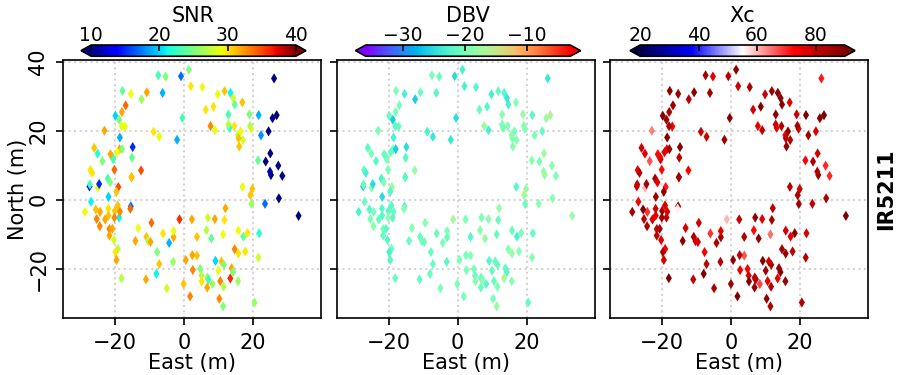 SNR DBV Xc
10 20 30 40 −30 −20 −10 20 40 60 80
40
20
0
−20
North (m)
IR5211
−20 0 20 −20 0 20 −20 0 20
East (m) East (m) East (m)